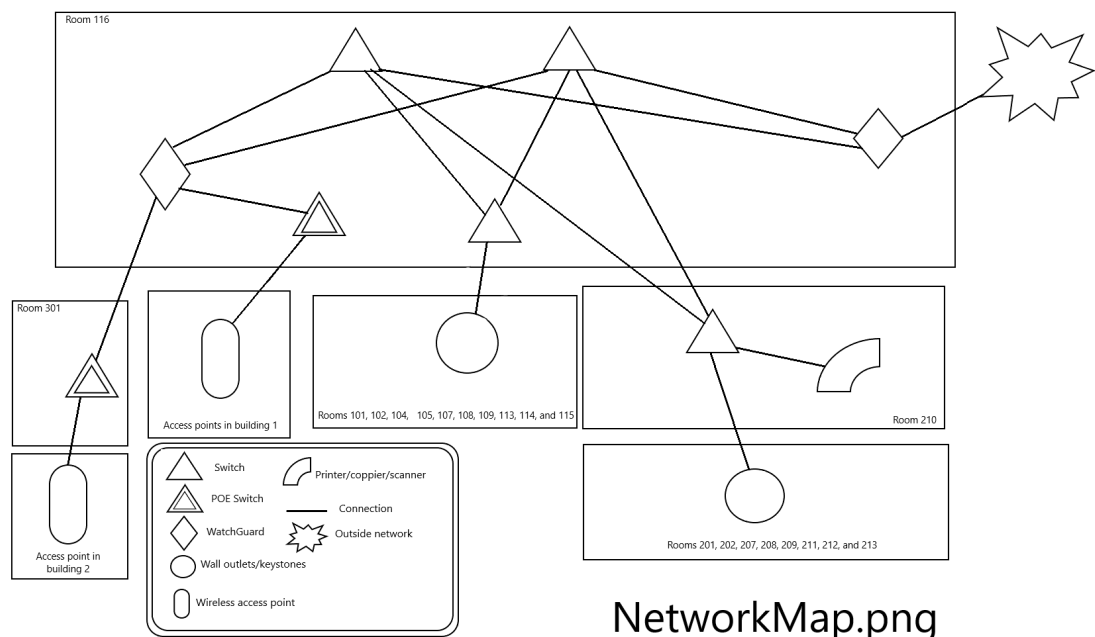 Room 116
Room 301
Access points in building 1
Rooms 101, 102, 104, 105, 107, 108, 109, 113, 114, and 115
Room 210
Access point in
building 2
Switch
Printer/coppier/scanner
POE Switch
Connection
WatchGuard
Outside network
Wall outlets/keystones
Wireless access point
Rooms 201, 202, 207, 208, 209, 211, 212, and 213
NetworkMap.png